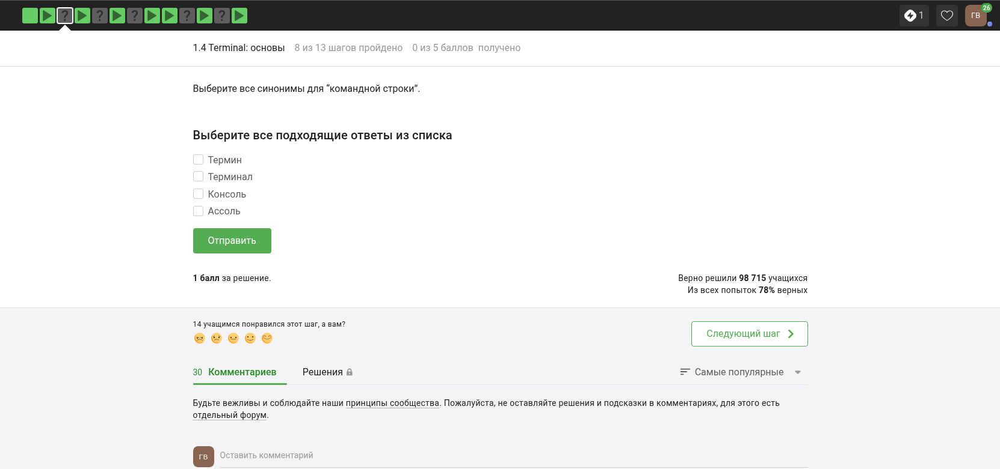 ? ? ? ? ? 1 ГВ 26
1.4 Terminal: основы 8 из 13 шагов пройдено 0 из 5 баллов получено
Выберите все синонимы для “командной строки”.
Выберите все подходящие ответы из списка
Термин
Терминал
Консоль
Ассоль
Отправить
1 балл за решение.
Верно решили 98 715 учащихся
Из всех попыток 78% верных
14 учащимся понравился этот шаг, а вам?
Следующий шаг
30 Комментариев Решения Самые популярные
Будьте вежливы и соблюдайте наши принципы сообщества. Пожалуйста, не оставляйте решения и подсказки в комментариях, для этого есть
отдельный форум.
ГВ Оставить комментарий